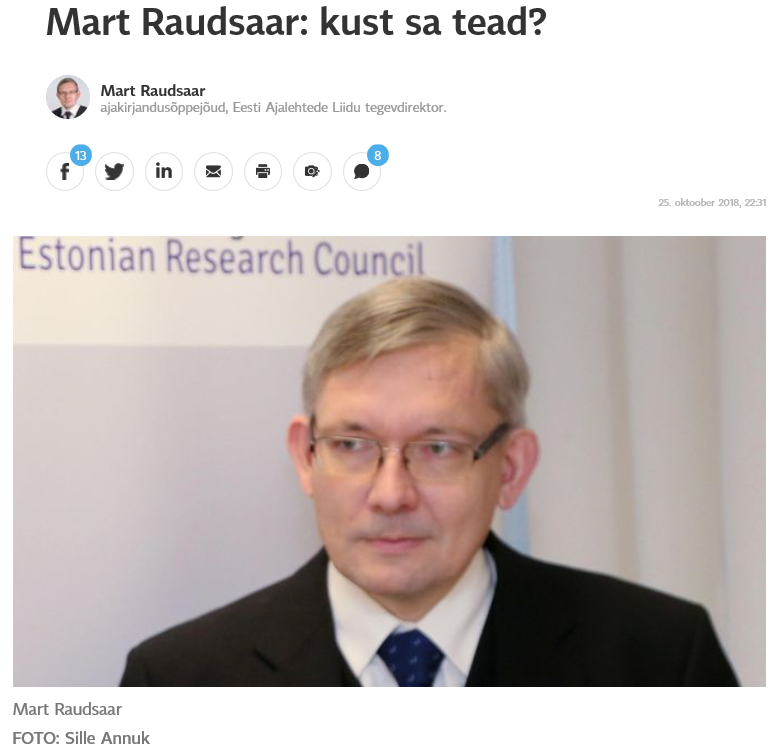 Mart Raudsaar: kust sa tead?
Mart Raudsaar
ajakirjandusõppejõud, Eesti Ajalehtede Liidu tegevdirektor.
13
8
25. oktoober 2018, 22:31
Estonian Research Council
Mart Raudsaar
FOTO: Sille Annuk